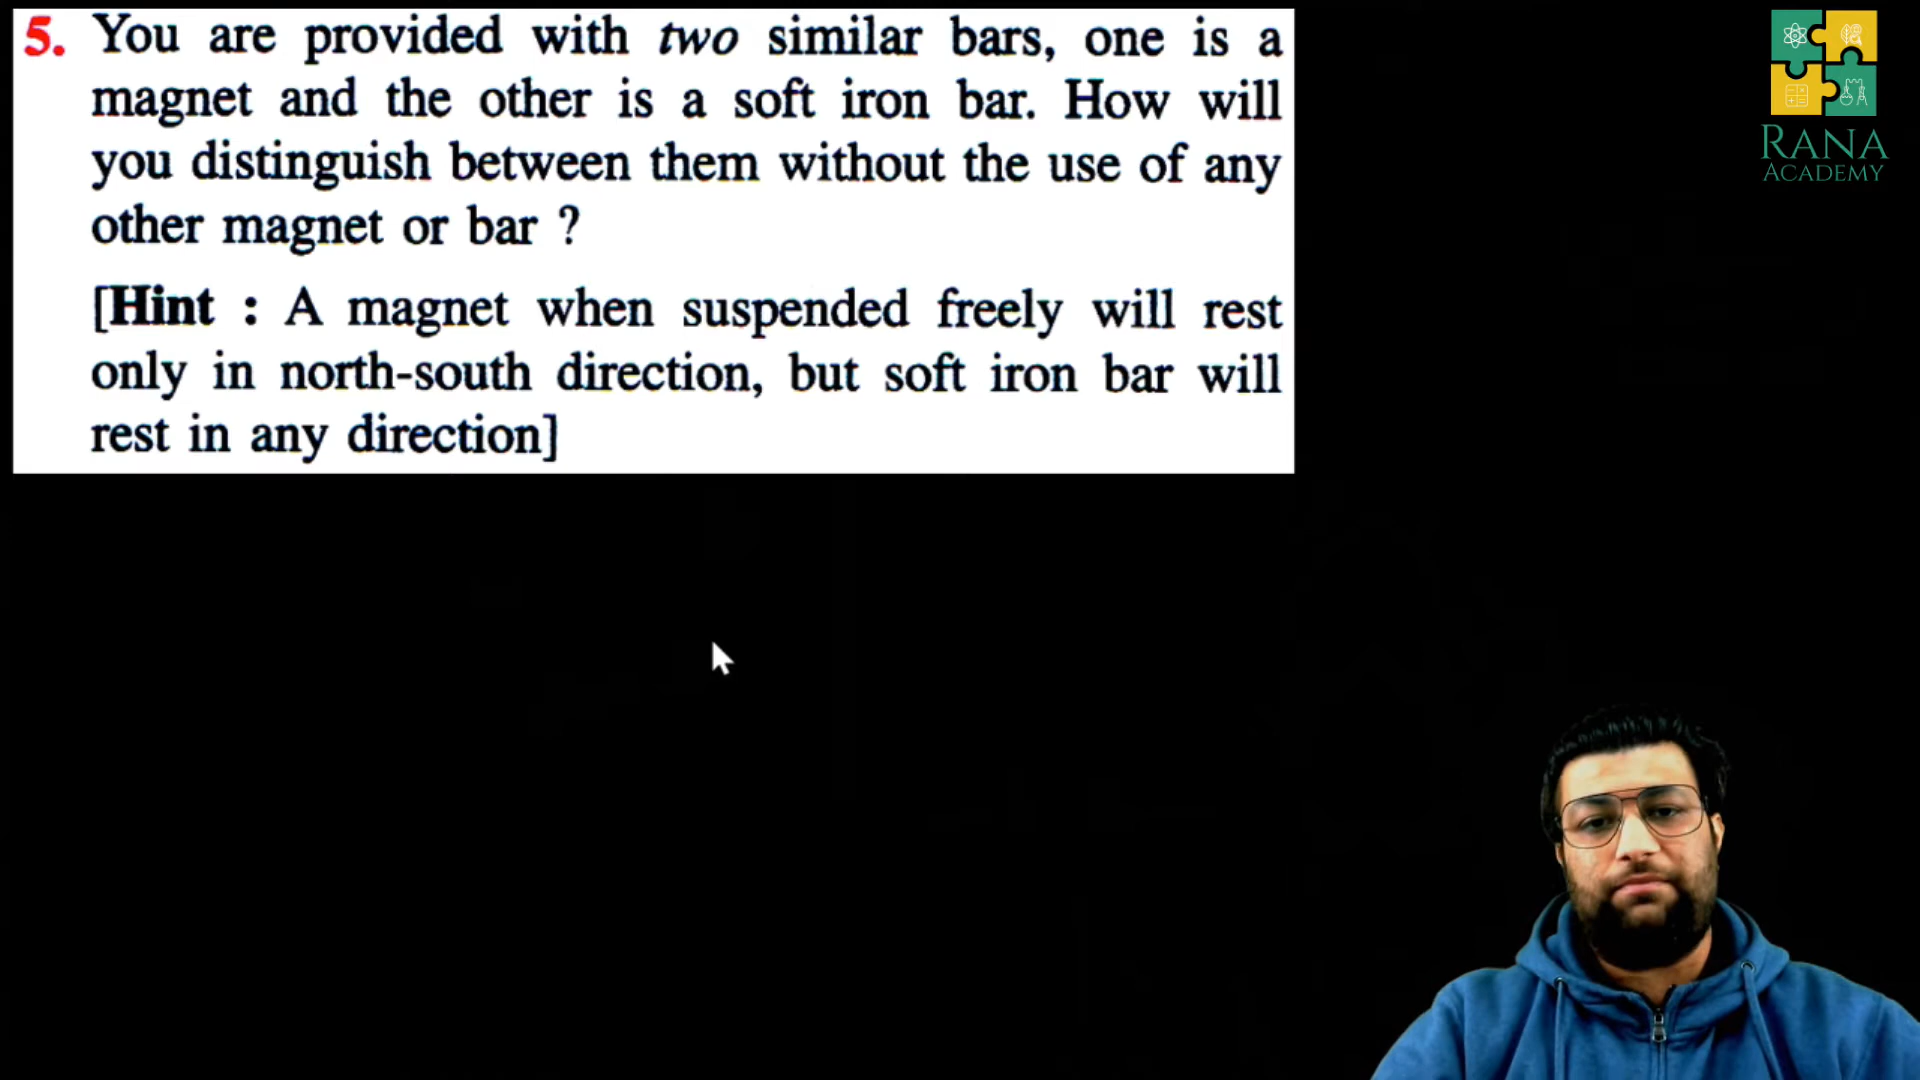 5. You are provided with two similar bars, one is a
magnet and the other is a soft iron bar. How will
you distinguish between them without the use of any
other magnet or bar ?
[Hint : A magnet when suspended freely will rest
only in north-south direction, but soft iron bar will
rest in any direction]
RANA
ACADEMY